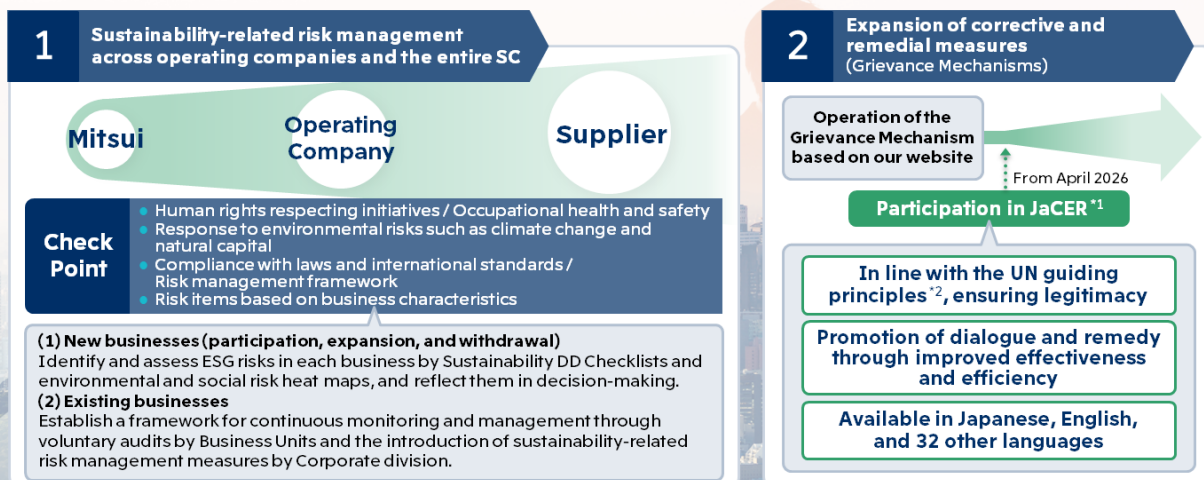 1
Sustainability-related risk management
across operating companies and the entire SC
Mitsui
Operating
Company
Supplier
Check
Point
● Human rights respecting initiatives / Occupational health and safety
● Response to environmental risks such as climate change and
natural capital
● Compliance with laws and international standards /
Risk management framework
● Risk items based on business characteristics
(1) New businesses (participation, expansion, and withdrawal)
Identify and assess ESG risks in each business by Sustainability DD Checklists and
environmental and social risk heat maps, and reflect them in decision-making.
(2) Existing businesses
Establish a framework for continuous monitoring and management through
voluntary audits by Business Units and the introduction of sustainability-related
risk management measures by Corporate division.
2
Expansion of corrective and
remedial measures
(Grievance Mechanisms)
Operation of the
Grievance Mechanism
based on our website
From April 2026
Participation in JaCER *1
In line with the UN guiding
principles *2, ensuring legitimacy
Promotion of dialogue and remedy
through improved effectiveness
and efficiency
Available in Japanese, English,
and 32 other languages